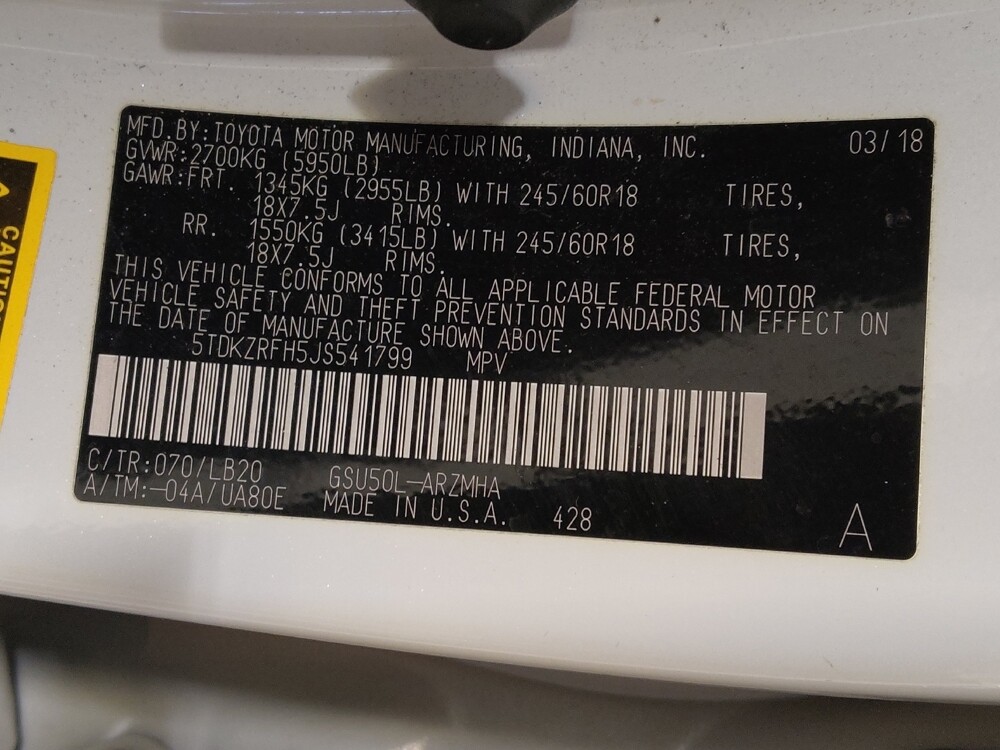 MFD.BY:TOYOTA MOTOR MANUFACTURING, INDIANA, INC. 03/18
GVWR:2700KG (5950LB)
GAWR:FRT. 1345KG (2955LB) WITH 245/60R18 TIRES,
18X7.5J RIMS.
RR. 1550KG (3415LB) WITH 245/60R18 TIRES,
18X7.5J RIMS.
THIS VEHICLE CONFORMS TO ALL APPLICABLE FEDERAL MOTOR
VEHICLE SAFETY AND THEFT PREVENTION STANDARDS IN EFFECT ON
THE DATE OF MANUFACTURE SHOWN ABOVE.
5TDKZRFH5JS541799 MPV
C/TR:070/LB20 GSU50L-ARZMHA
A/TM:-04A/UA80E MADE IN U.S.A. 428 A
CAUTION